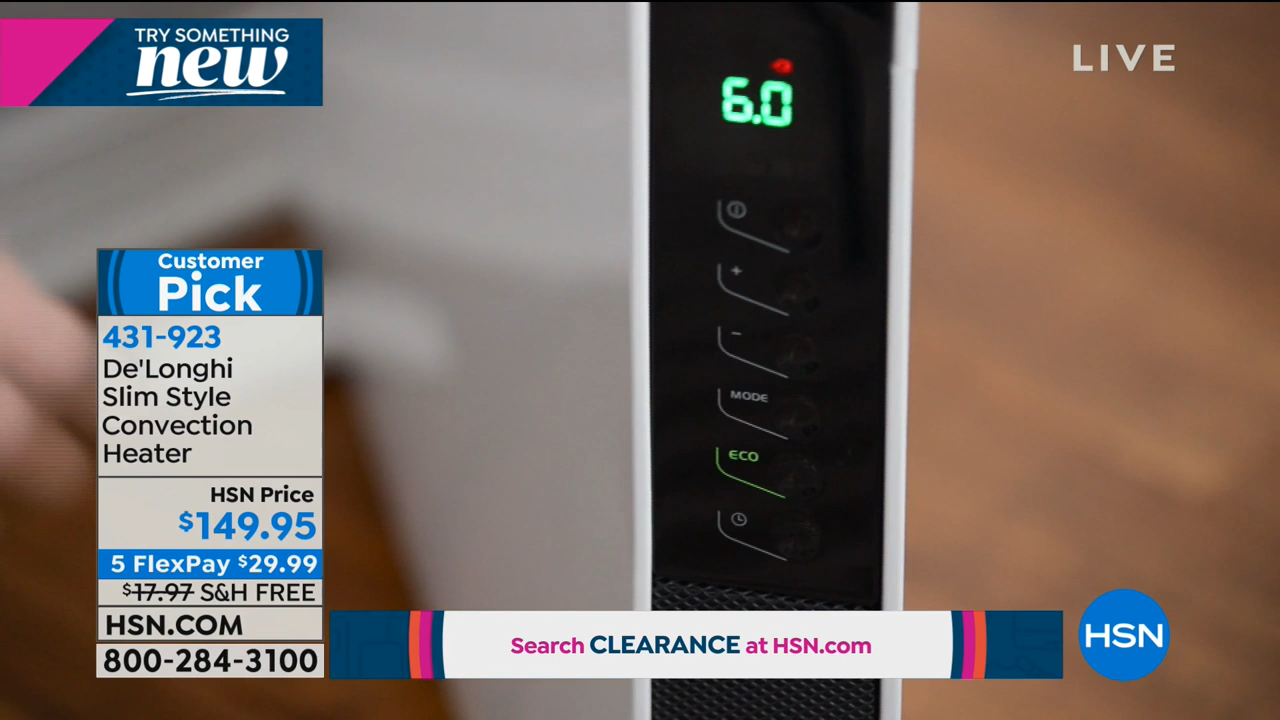 TRY SOMETHING
new
LIVE
6.0
+
-
MODE
ECO
Customer
Pick
431-923
De'Longhi
Slim Style
Convection
Heater
HSN Price
$149.95
5 FlexPay $29.99
$17.97 S&H FREE
HSN.COM
800-284-3100
Search CLEARANCE at HSN.com
HSN